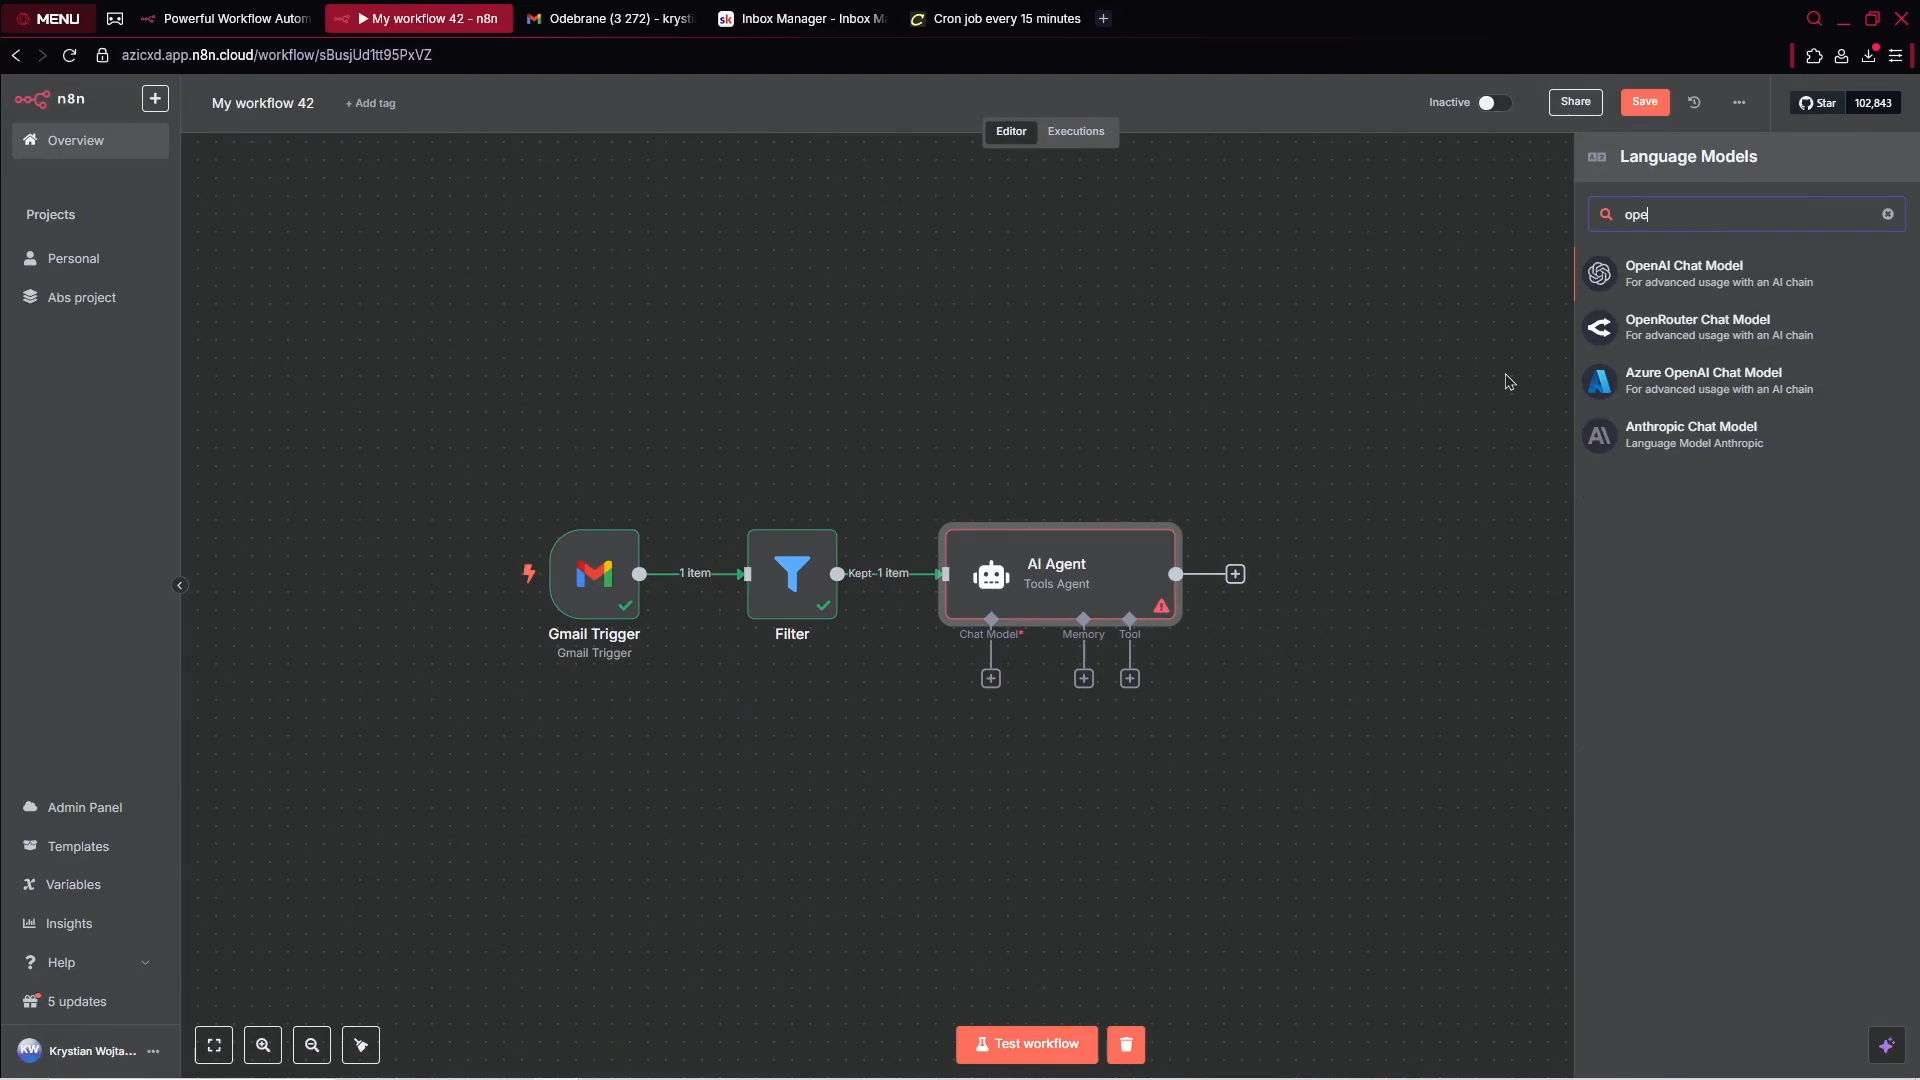 MENU
Powerful Workflow Autom
My workflow 42 - n8n
Odebrane (3 272) - krysti
sk
Inbox Manager - Inbox Ma
Cron job every 15 minutes
azicxd.app.n8n.cloud/workflow/sBusjUd1tt95PxVZ
n8n
My workflow 42
+ Add tag
Inactive
Share
Save
Star
102,843
Overview
Editor
Executions
Language Models
Projects
ope
Personal
OpenAI Chat Model
For advanced usage with an AI chain
Abs project
OpenRouter Chat Model
For advanced usage with an AI chain
Azure OpenAI Chat Model
For advanced usage with an AI chain
Anthropic Chat Model
Language Model Anthropic
1 item
Kept 1 item
AI Agent
Tools Agent
Gmail Trigger
Gmail Trigger
Filter
Chat Model*
Memory
Tool
Admin Panel
Templates
Variables
Insights
Help
5 updates
KW
Krystian Wojta...
Test workflow